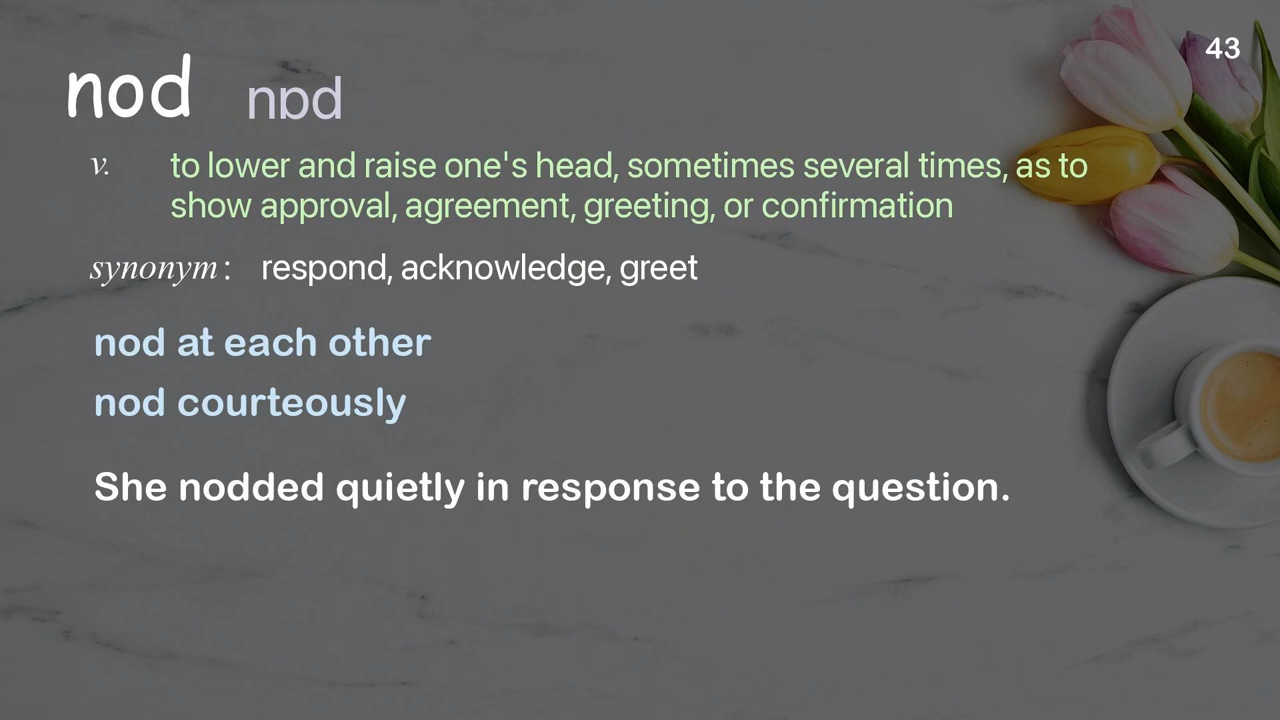 43
nod nɒd
v. to lower and raise one's head, sometimes several times, as to
show approval, agreement, greeting, or confirmation
synonym: respond, acknowledge, greet
nod at each other
nod courteously
She nodded quietly in response to the question.